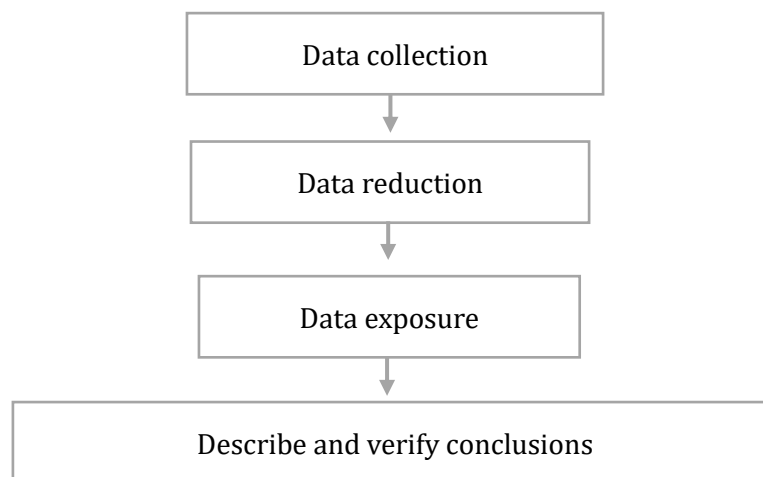 Data collection
Data reduction
Data exposure
Describe and verify conclusions